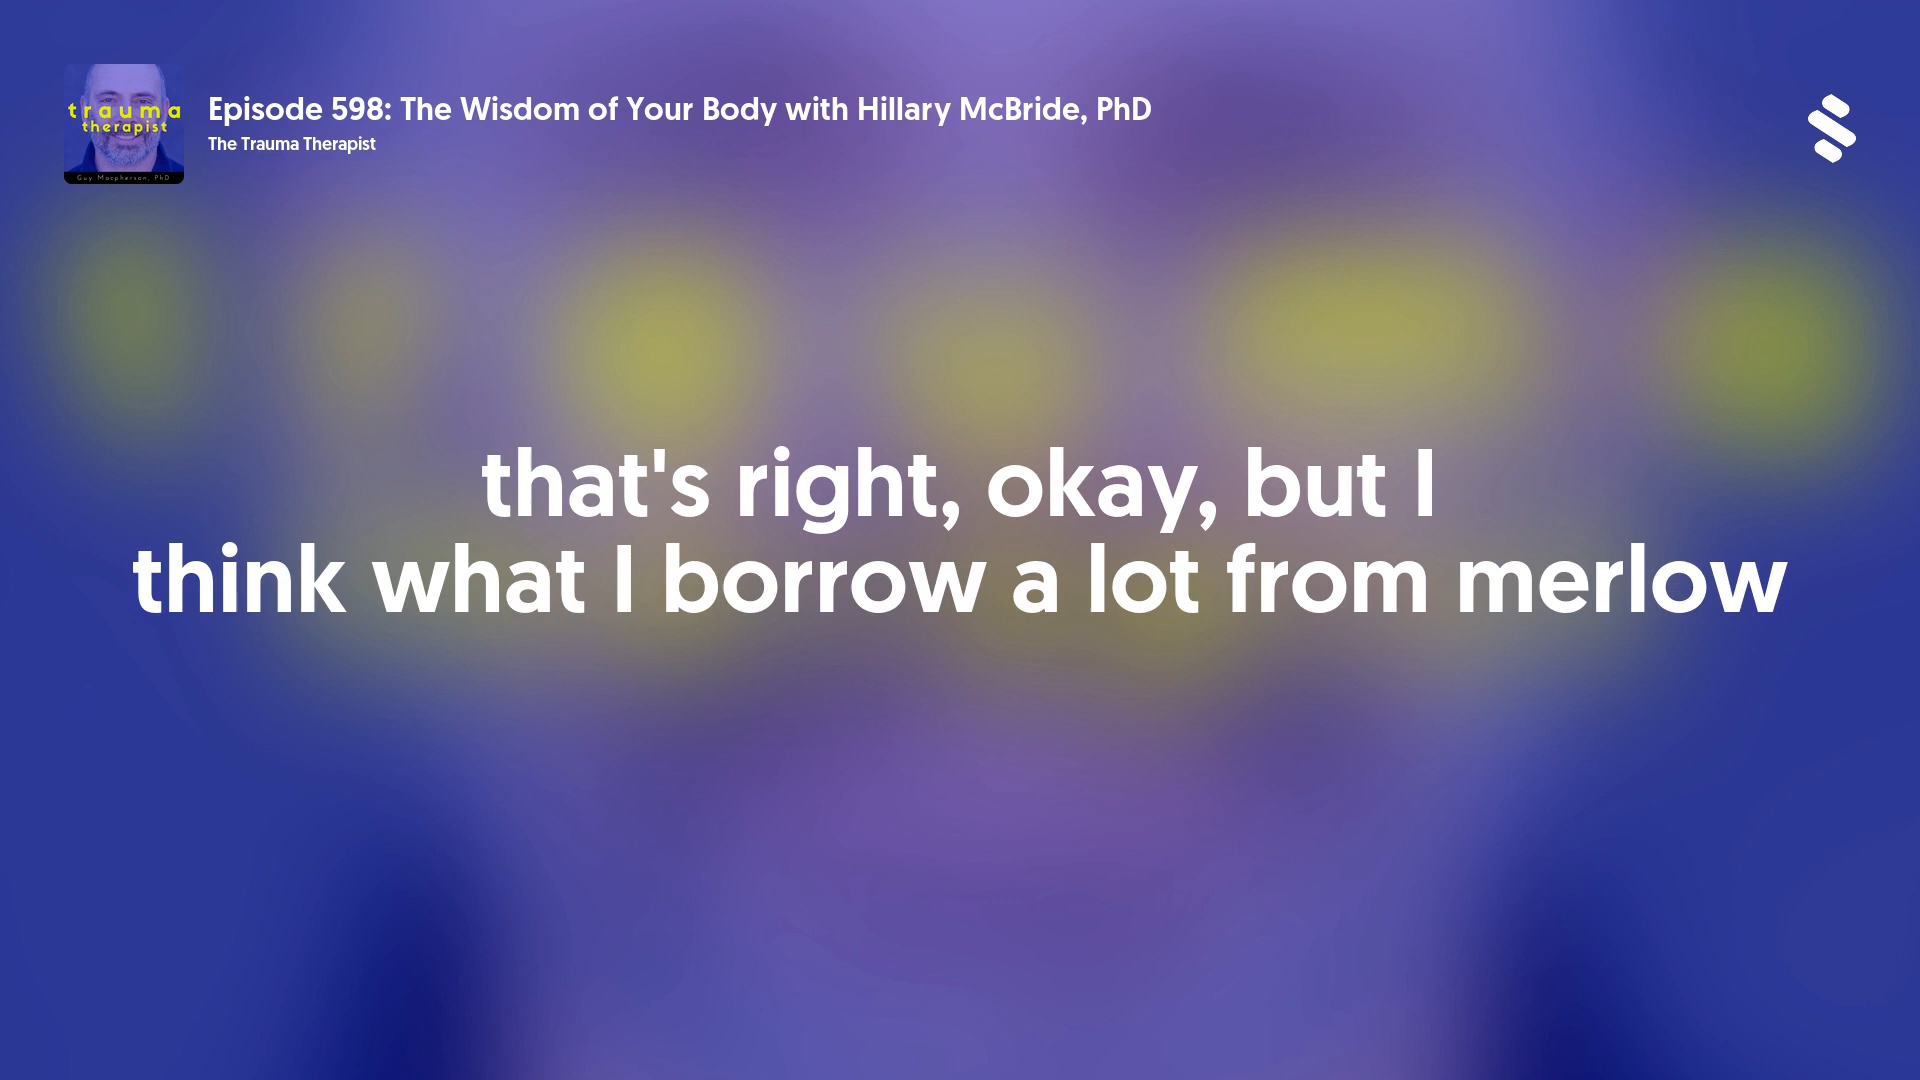 trauma
therapist
Guy Macpherson, PhD
Episode 598: The Wisdom of Your Body with Hillary McBride, PhD
The Trauma Therapist
that's right, okay, but I
think what I borrow a lot from merlow